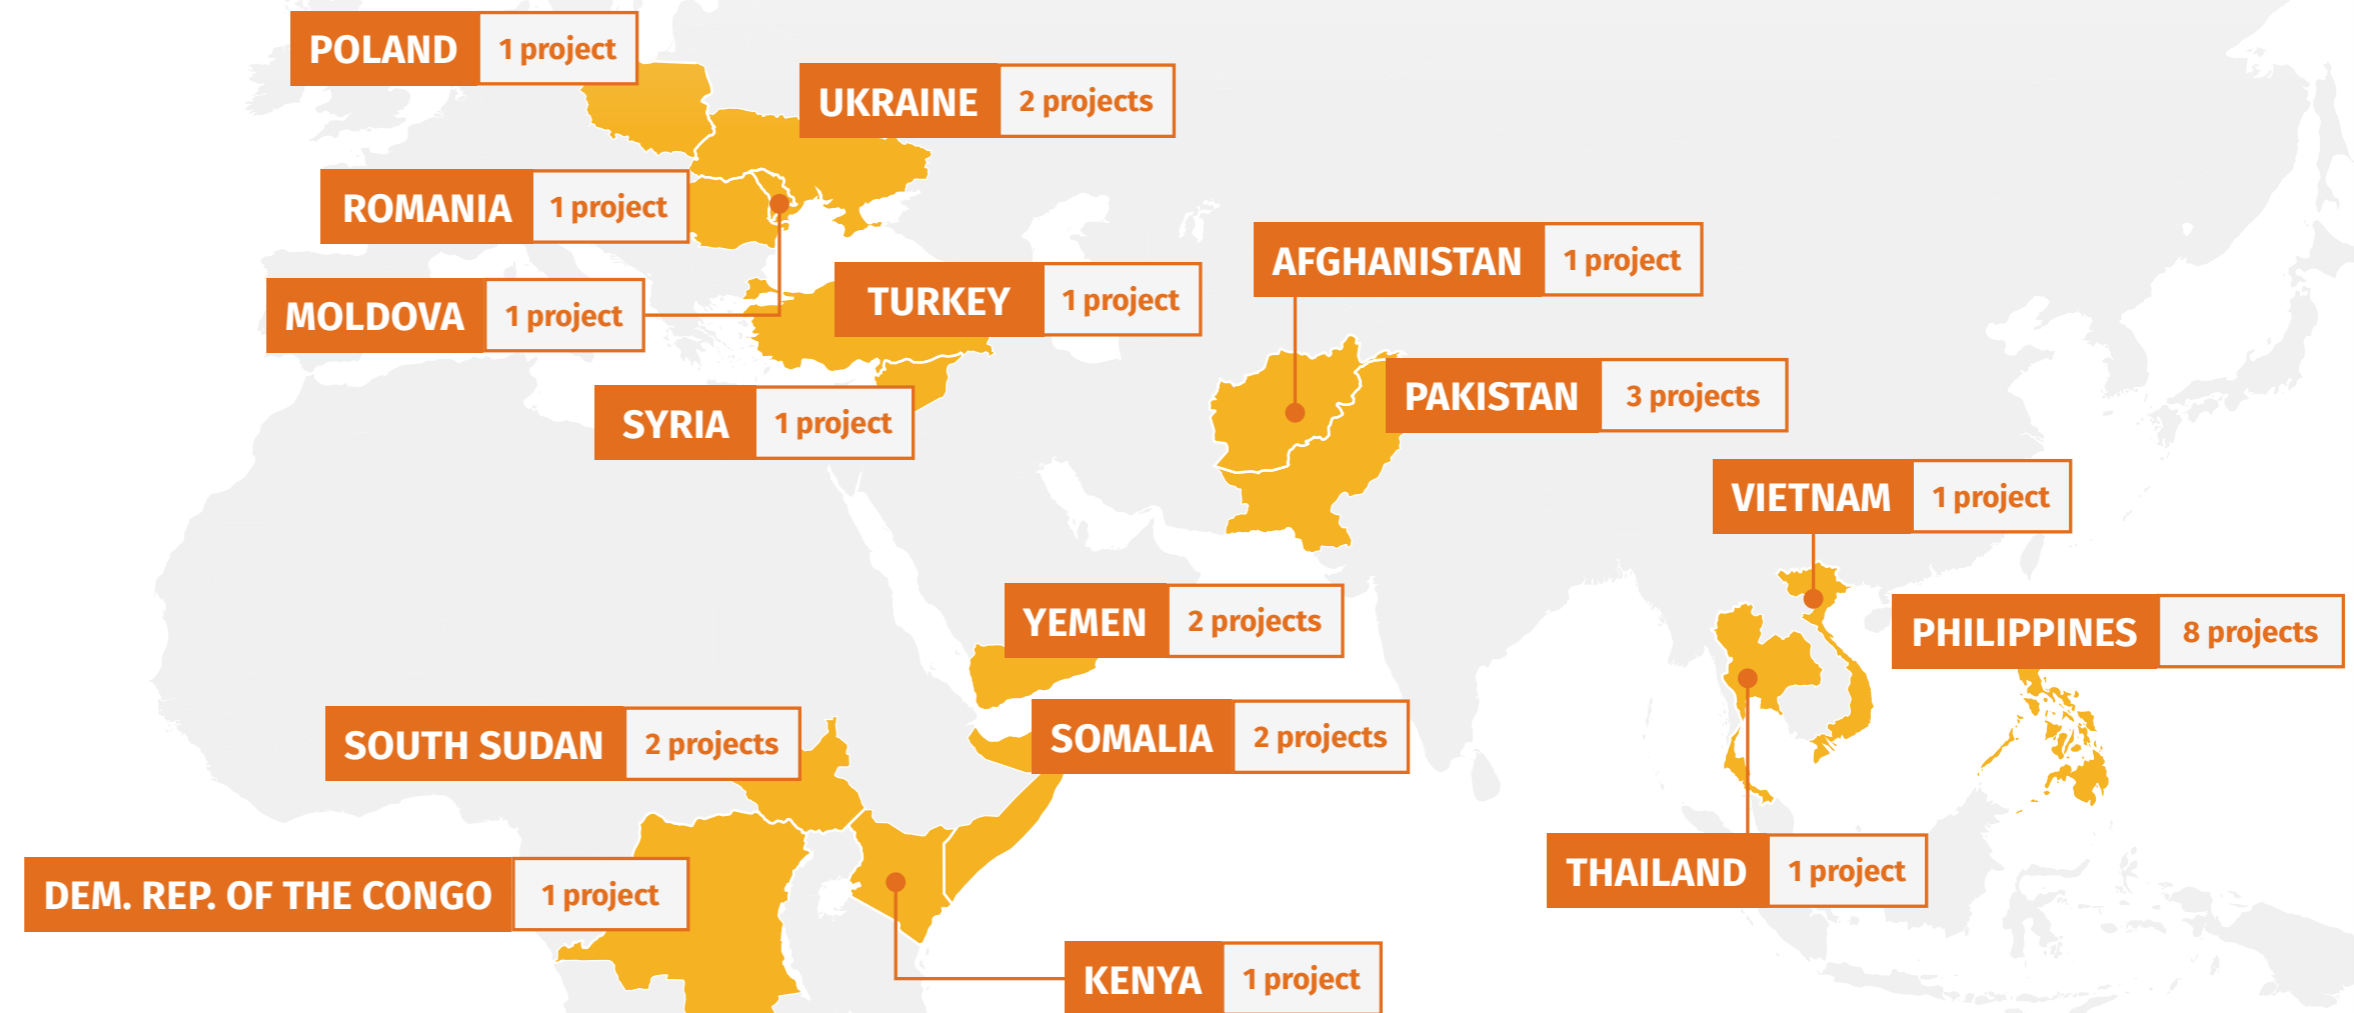 POLAND 1 project
UKRAINE 2 projects
ROMANIA 1 project
AFGHANISTAN 1 project
TURKEY 1 project
MOLDOVA 1 project
PAKISTAN 3 projects
SYRIA 1 project
VIETNAM 1 project
YEMEN 2 projects
PHILIPPINES 8 projects
SOMALIA 2 projects
SOUTH SUDAN 2 projects
THAILAND 1 project
DEM. REP. OF THE CONGO 1 project
KENYA 1 project